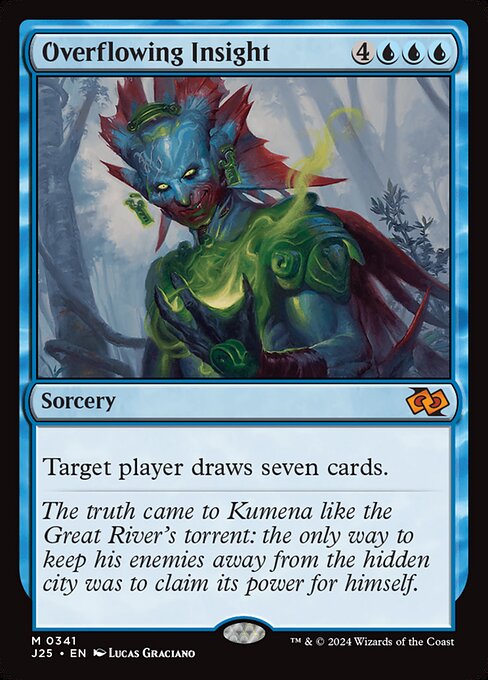 Overflowing Insight 4
Sorcery
Target player draws seven cards.
The truth came to Kumena like the
Great River's torrent: the only way to
keep his enemies away from the hidden
city was to claim its power for himself.
M 0341
J25 • EN Lucas Graciano
™ & © 2024 Wizards of the Coast